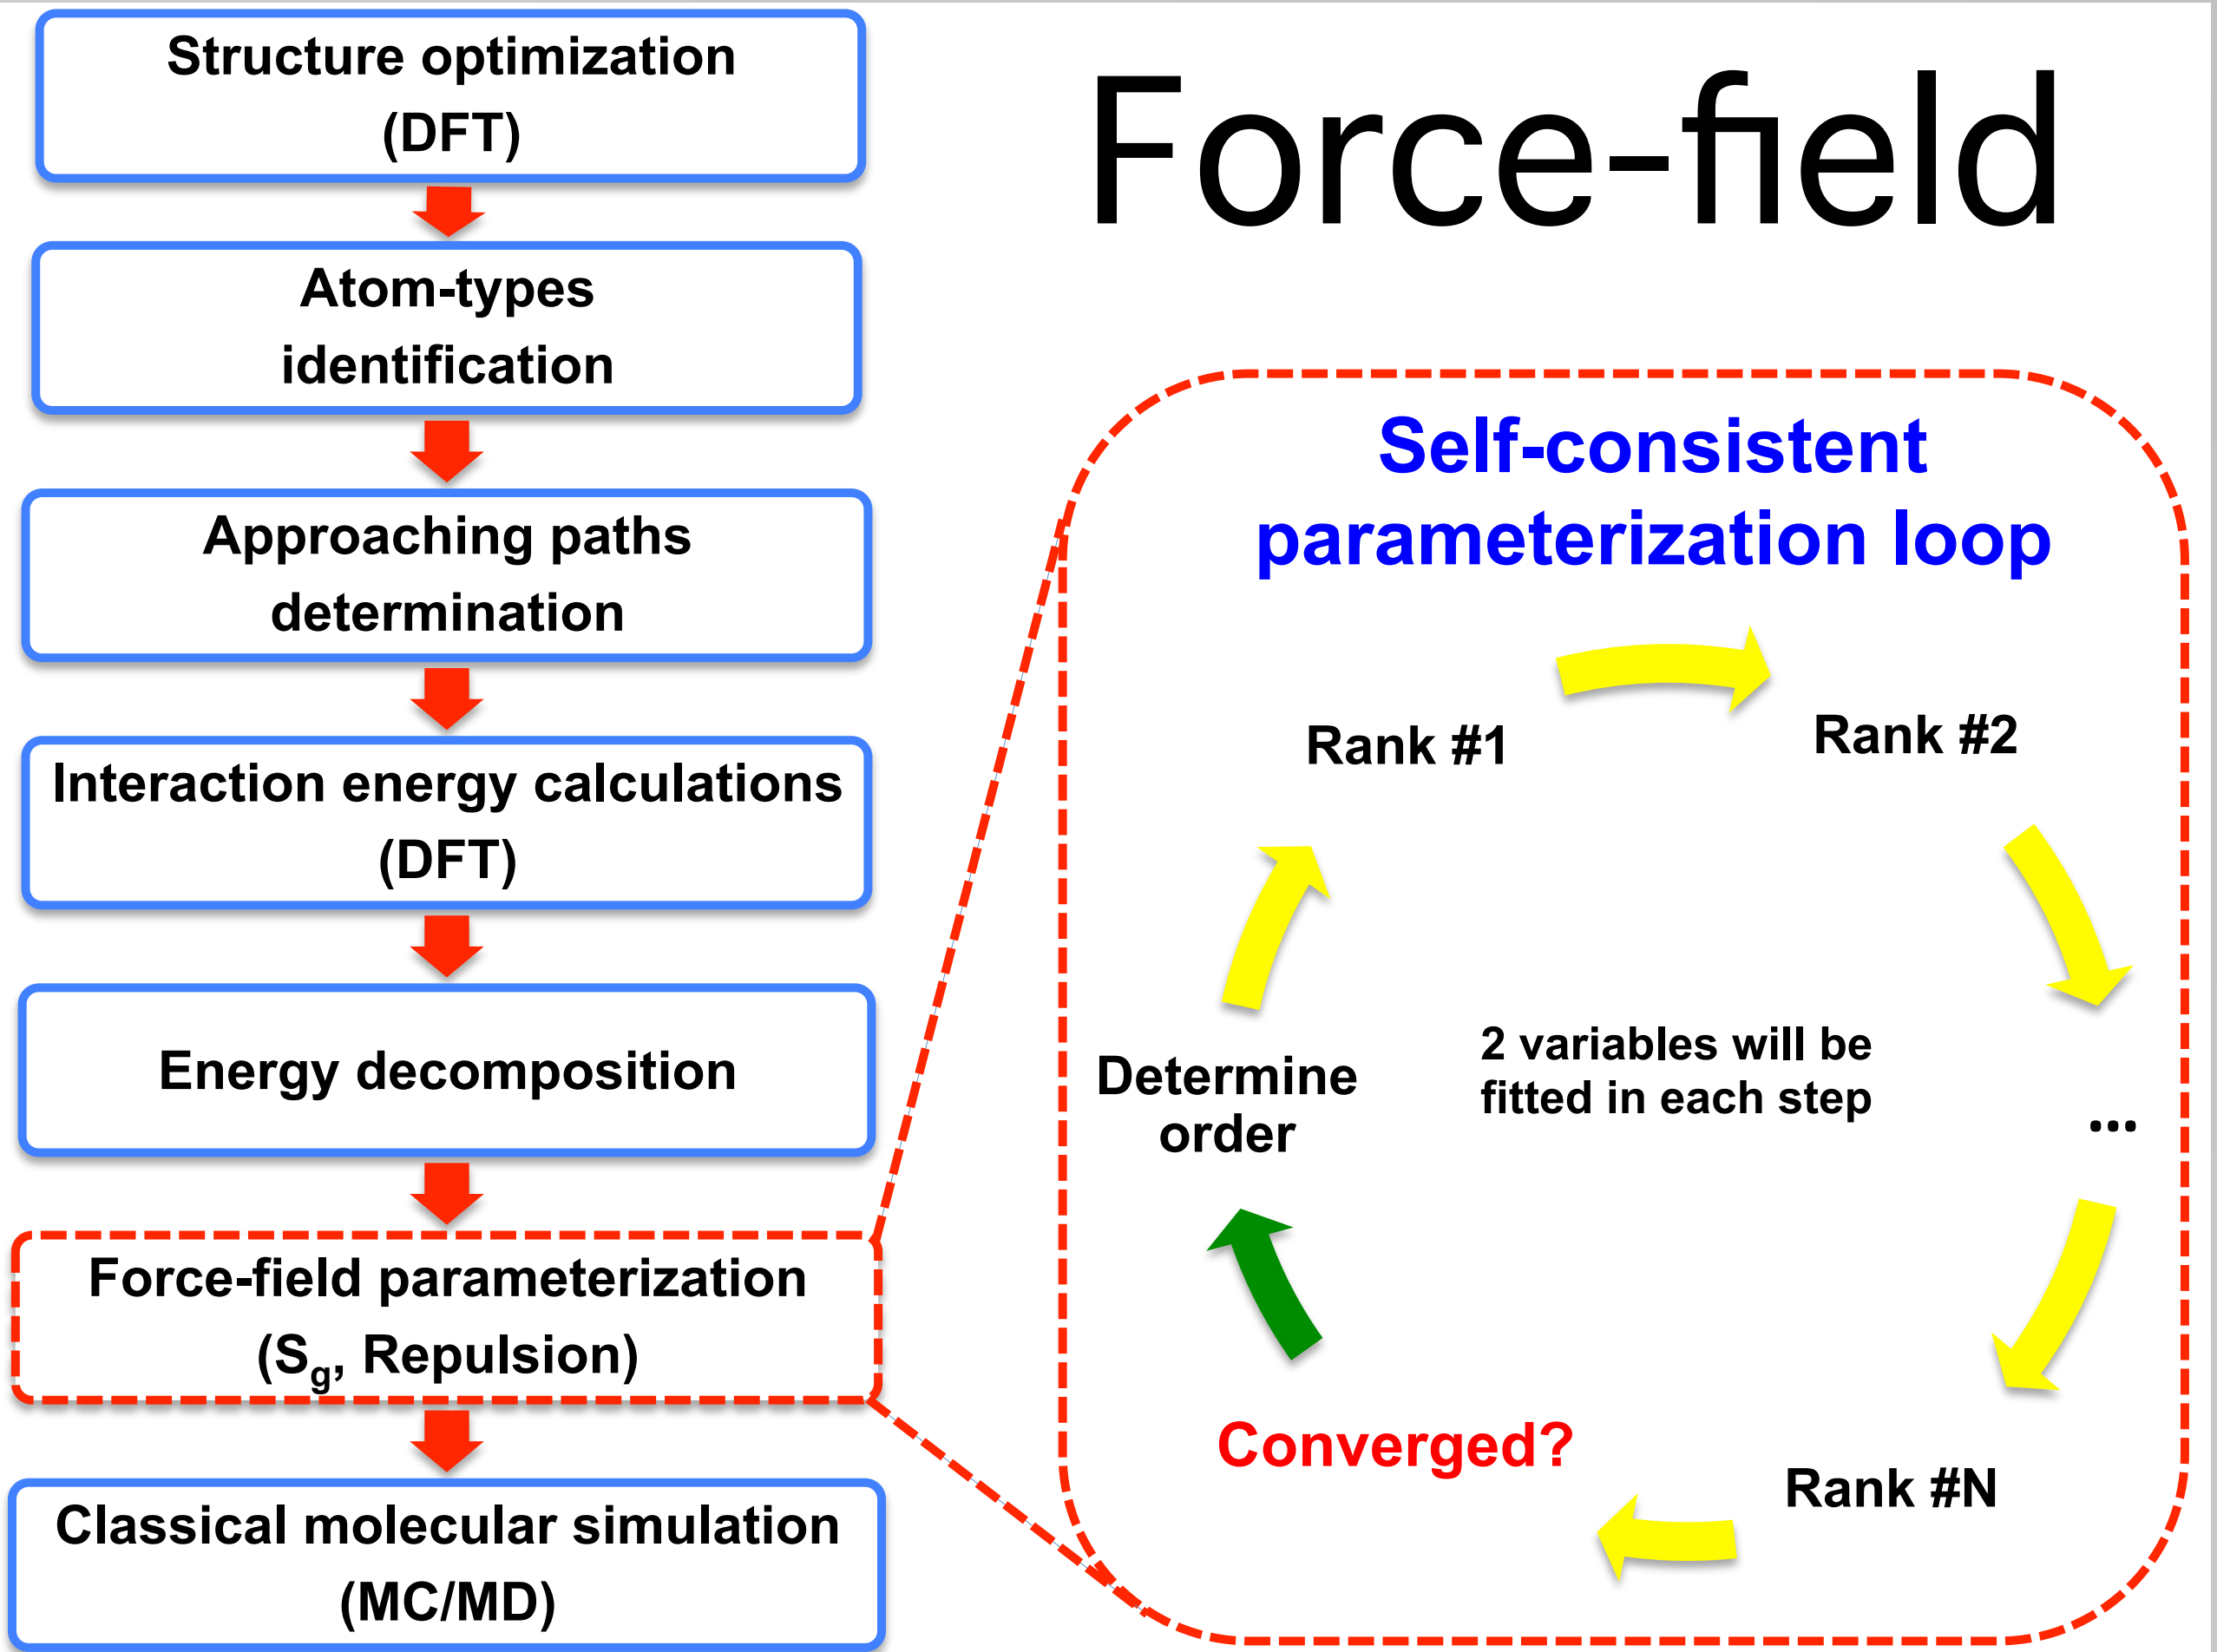 Force-field
Structure optimization
(DFT)
Atom-types
identification
Approaching paths
determination
Interaction energy calculations
(DFT)
Energy decomposition
Force-field parameterization
(Sg, Repulsion)
Classical molecular simulation
(MC/MD)
Self-consistent
parameterization loop
Rank #1
Rank #2
2 variables will be
fitted in each step
...
Determine
order
Converged?
Rank #N